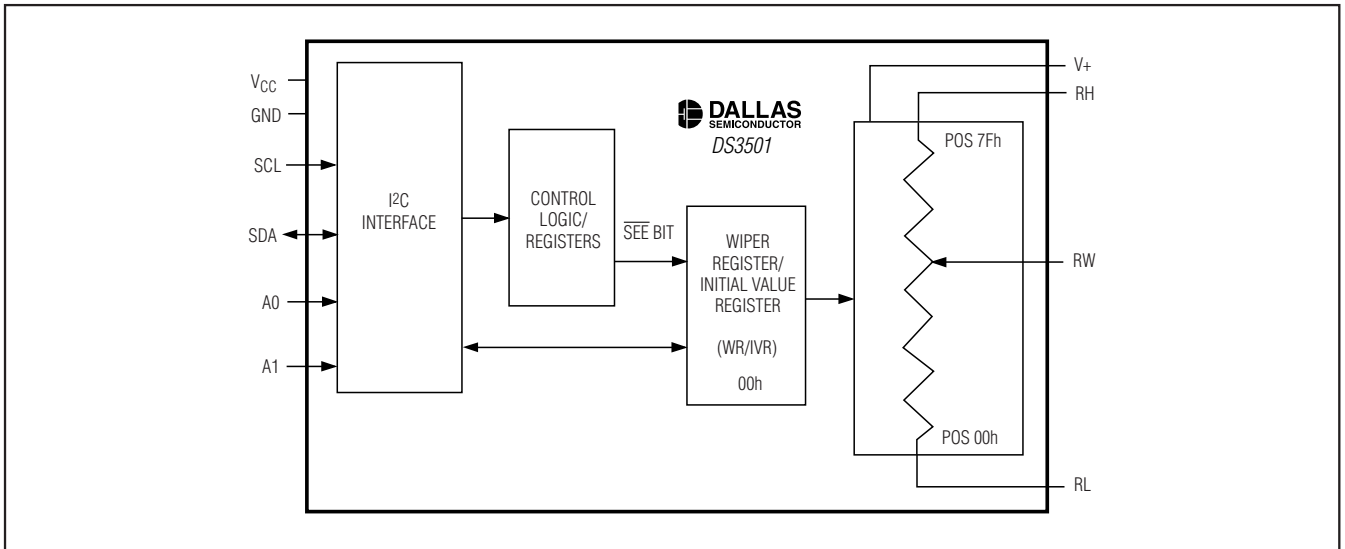 VCC
GND
SCL
SDA
A0
A1
I2C
INTERFACE
CONTROL
LOGIC/
REGISTERS
SEE BIT
DALLAS
SEMICONDUCTOR
DS3501
WIPER
REGISTER/
INITIAL VALUE
REGISTER
(WR/IVR)
00h
POS 7Fh
POS 00h
V+
RH
RW
RL